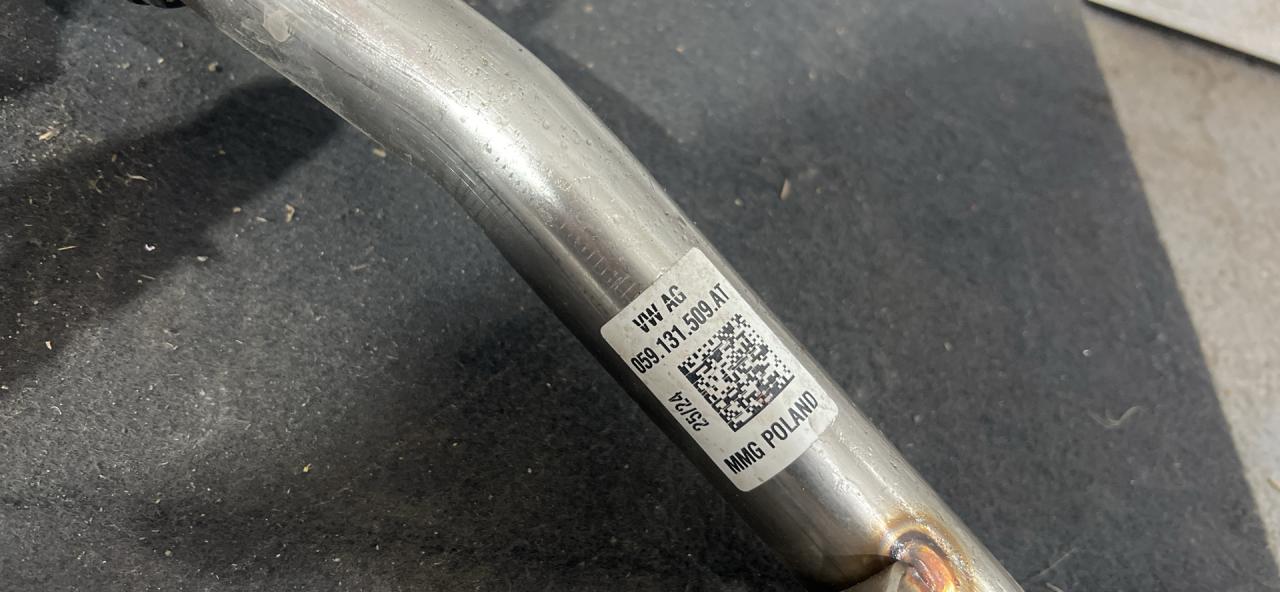 VW AG
059.131.509.AT
25/24
MMG POLAND